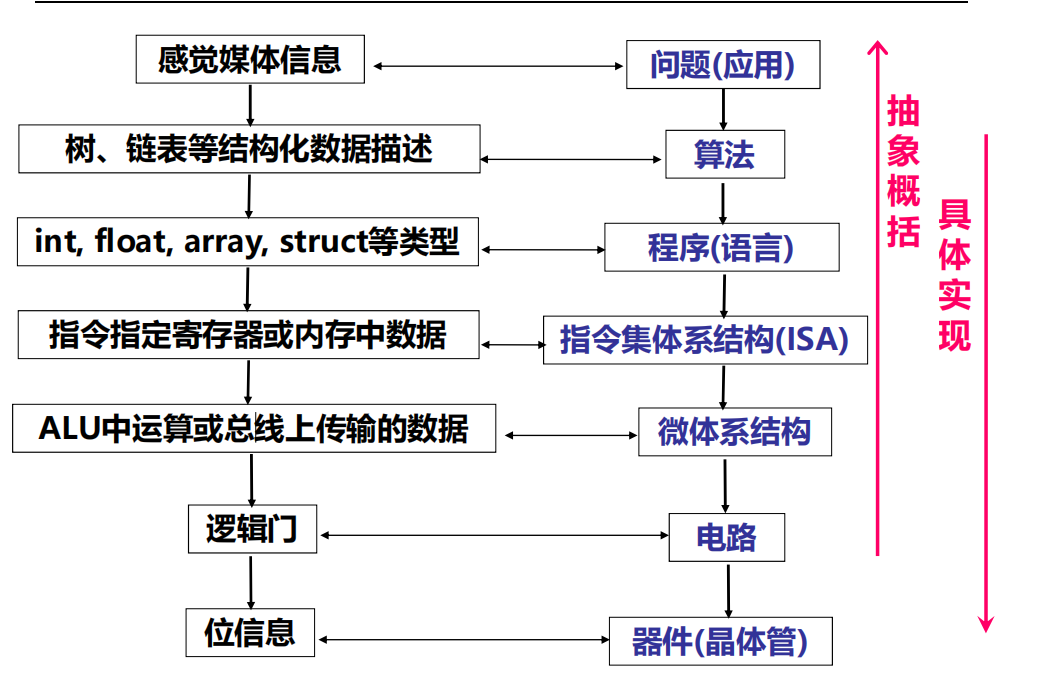 感觉媒体信息
问题(应用)
树、链表等结构化数据描述
算法
int, float, array, struct等类型
程序(语言)
指令指定寄存器或内存中数据
指令集体系结构(ISA)
ALU中运算或总线上传输的数据
微体系结构
逻辑门
电路
位信息
器件(晶体管)
抽象概括
具体实现